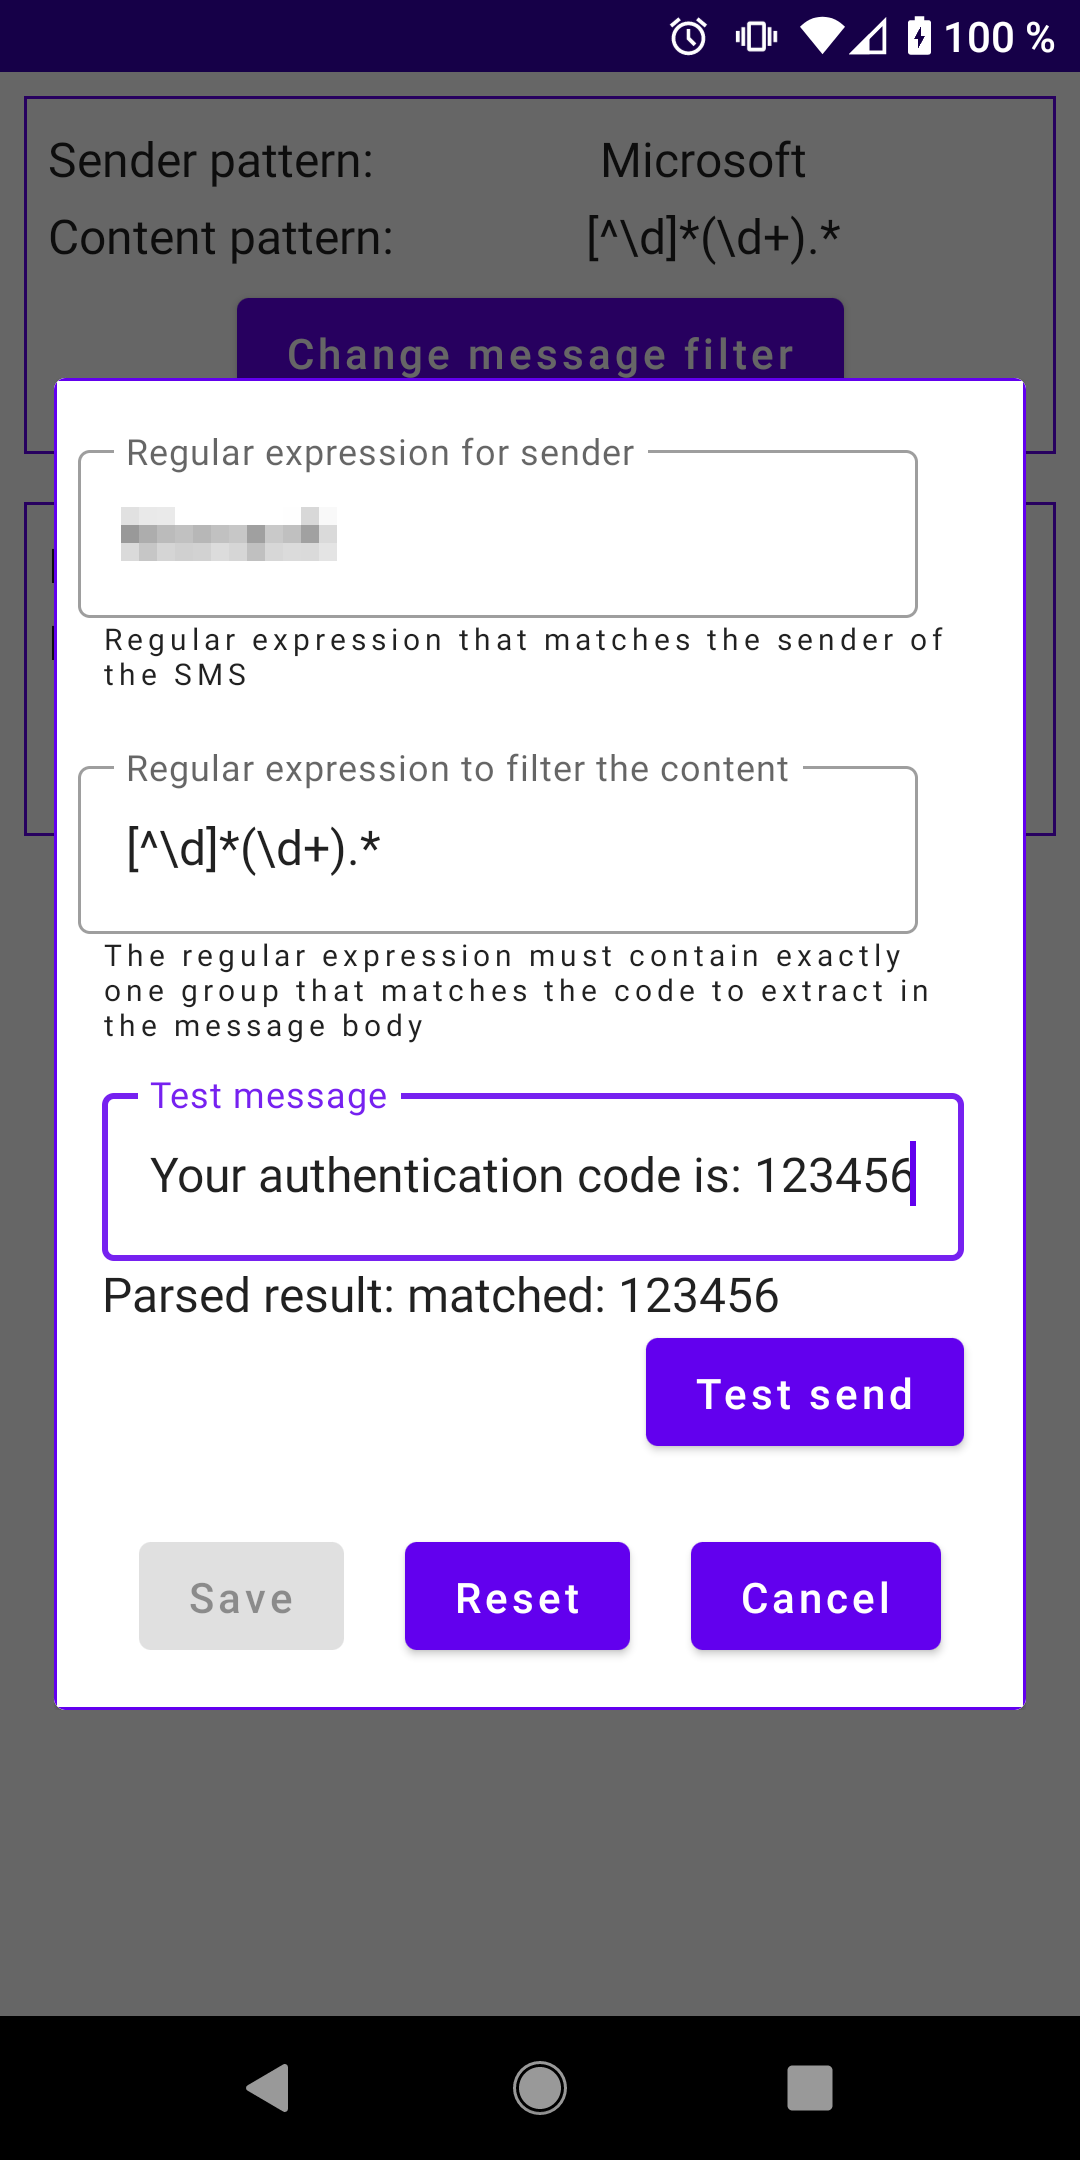 100 %
Sender pattern: Microsoft
Content pattern: [^\d]*(\d+).*
Change message filter
Regular expression for sender
Regular expression that matches the sender of
the SMS
Regular expression to filter the content
[^\d]*(\d+).*
The regular expression must contain exactly
one group that matches the code to extract in
the message body
Test message
Your authentication code is: 123456
Parsed result: matched: 123456
Test send
Save Reset Cancel